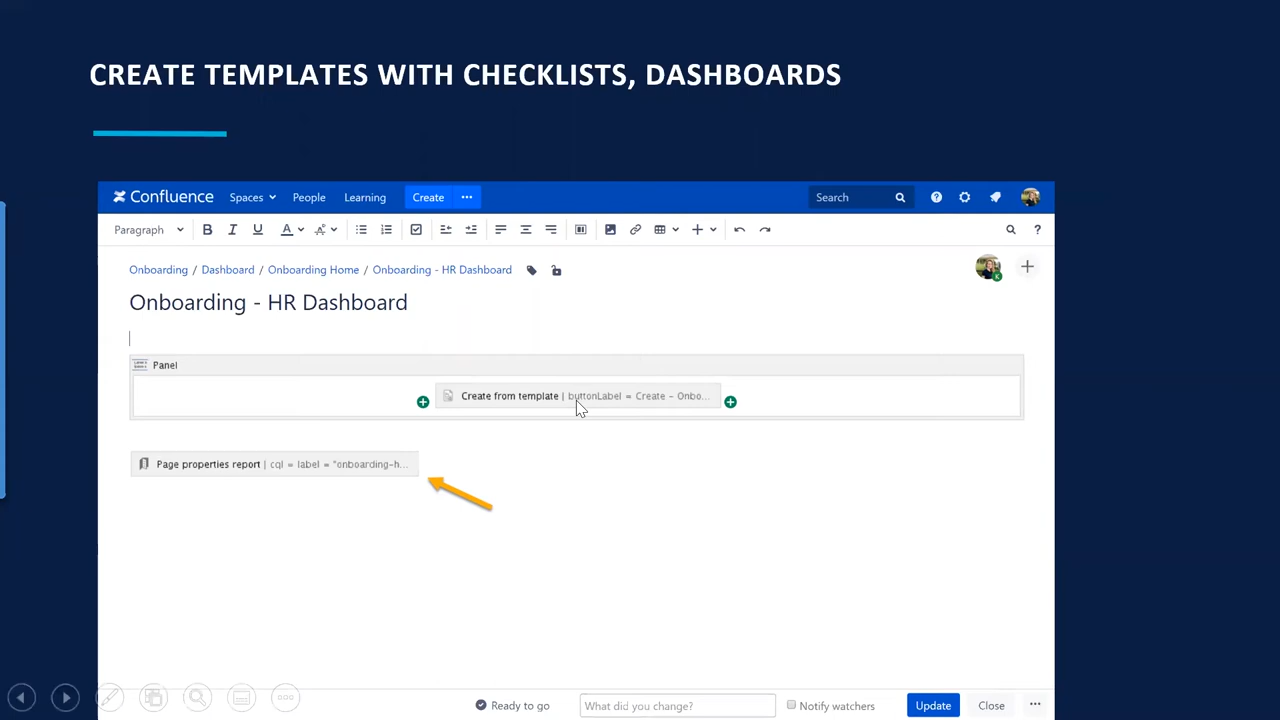 CREATE TEMPLATES WITH CHECKLISTS, DASHBOARDS
Confluence Spaces People Learning Create ••• Search
Paragraph B I U A
Onboarding / Dashboard / Onboarding Home / Onboarding - HR Dashboard
K
Onboarding - HR Dashboard
Panel
Create from template | buttonLabel = Create - Onbo...
Page properties report | cql = label = "onboarding-h...
Ready to go What did you change? Notify watchers Update Close •••